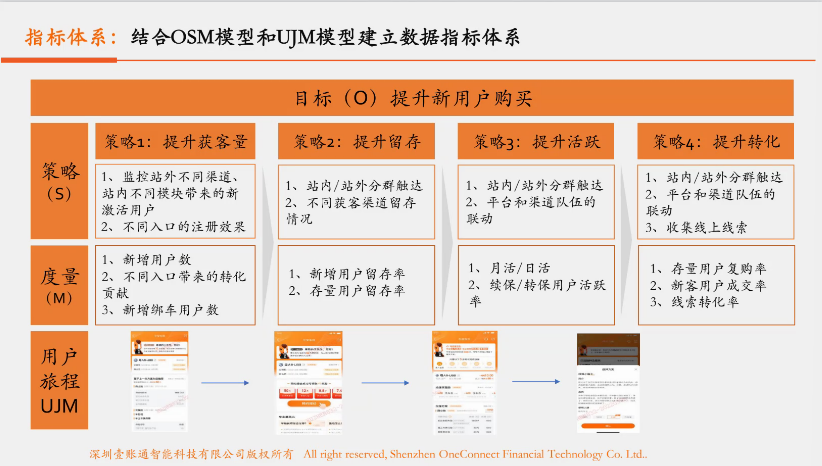 指标体系：结合OSM模型和UJM模型建立数据指标体系
目标（O）提升新用户购买
策略
（S）
策略1：提升获客量
策略2：提升留存
策略3：提升活跃
策略4：提升转化
1、监控站外不同渠道、
站内不同模块带来的新
激活用户
2、不同入口的注册效果
1、站内/站外分群触达
2、不同获客渠道留存
情况
1、站内/站外分群触达
2、平台和渠道队伍的
联动
1、站内/站外分群触达
2、平台和渠道队伍的
联动
3、收集线上线索
度量
（M）
1、新增用户数
2、不同入口带来的转化
贡献
3、新增绑车用户数
1、新增用户留存率
2、存量用户留存率
1、月活/日活
2、续保/转保用户活跃
率
1、存量用户复购率
2、新客用户成交率
3、线索转化率
用户
旅程
UJM
深圳壹账通智能科技有限公司版权所有 All right reserved, Shenzhen OneConnect Financial Technology Co. Ltd..